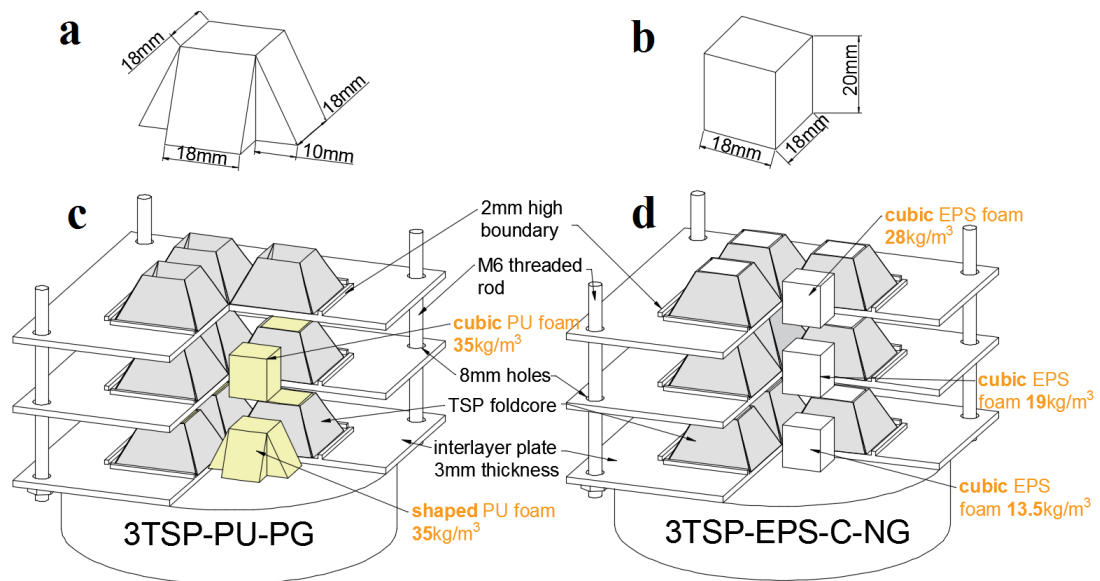 a
18mm
18mm
18mm
10mm
b
20mm
18mm
18mm
c
2mm high
boundary
M6 threaded
rod
cubic PU foam
35kg/m³
8mm holes
TSP foldcore
interlayer plate
3mm thickness
shaped PU foam
35kg/m³
3TSP-PU-PG
d
cubic EPS foam
28kg/m³
cubic EPS
foam 19kg/m³
cubic EPS
foam 13.5kg/m³
3TSP-EPS-C-NG